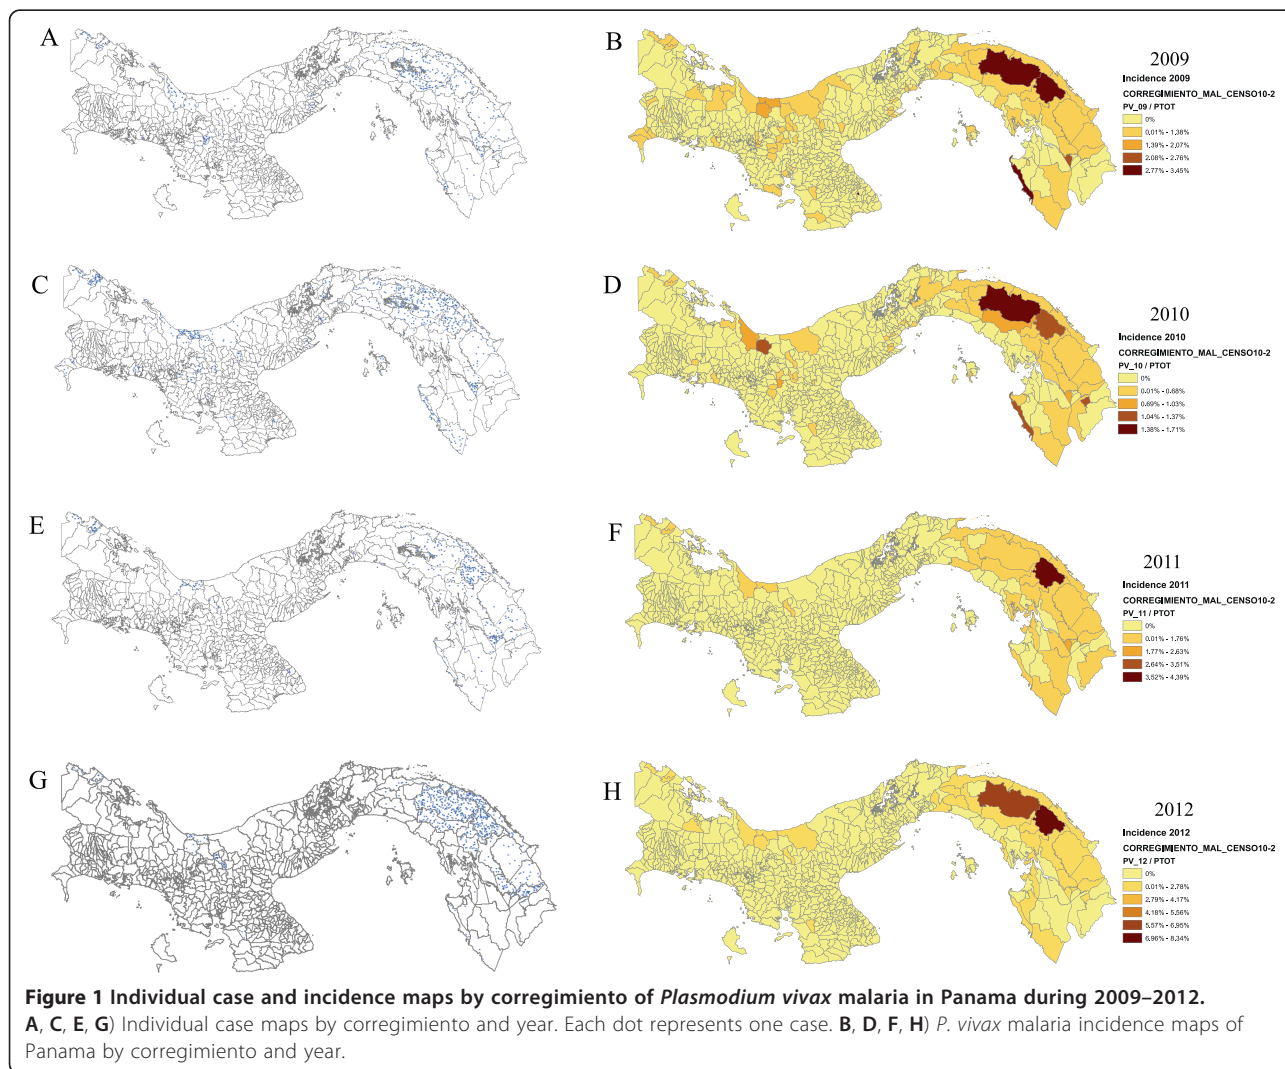 A
B
2009
Incidence 2009
CORREGIMIENTO_MAL_CENSO10-2
PV_09 / PTOT
0%
0.01% - 1.38%
1.39% - 2.07%
2.08% - 2.76%
2.77% - 3.45%
C
D
2010
Incidence 2010
CORREGIMIENTO_MAL_CENSO10-2
PV_10 / PTOT
0%
0.01% - 0.68%
0.69% - 1.03%
1.04% - 1.37%
1.38% - 1.71%
E
F
2011
Incidence 2011
CORREGIMIENTO_MAL_CENSO10-2
PV_11 / PTOT
0%
0.01% - 1.76%
1.77% - 2.63%
2.64% - 3.51%
3.52% - 4.39%
G
H
2012
Incidence 2012
CORREGIMIENTO_MAL_CENSO10-2
PV_12 / PTOT
0%
0.01% - 2.78%
2.79% - 4.17%
4.18% - 5.56%
5.57% - 6.95%
6.96% - 8.34%
Figure 1 Individual case and incidence maps by corregimiento of Plasmodium vivax malaria in Panama during 2009–2012.
A, C, E, G) Individual case maps by corregimiento and year. Each dot represents one case. B, D, F, H) P. vivax malaria incidence maps of
Panama by corregimiento and year.